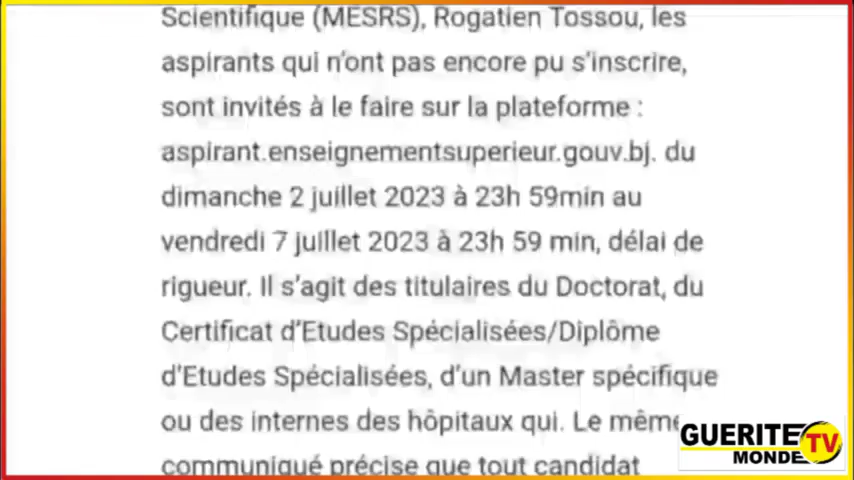 Scientifique (MESRS), Rogatien Tossou, les
aspirants qui n'ont pas encore pu s'inscrire,
sont invités à le faire sur la plateforme :
aspirant.enseignementsuperieur.gouv.bj. du
dimanche 2 juillet 2023 à 23h 59min au
vendredi 7 juillet 2023 à 23h 59 min, délai de
rigueur. Il s'agit des titulaires du Doctorat, du
Certificat d'Etudes Spécialisées/Diplôme
d'Etudes Spécialisées, d'un Master spécifique
ou des internes des hôpitaux qui. Le même
communiqué précise que tout candidat
GUERITE TV
MONDE